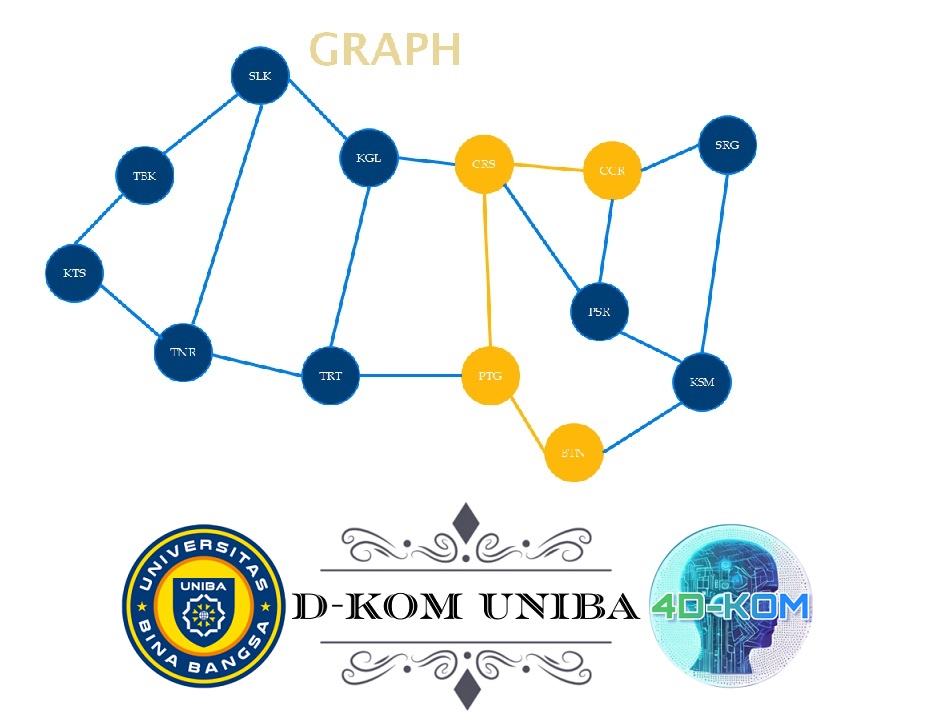 GRAPH
SLK
TBK
KGL
CRS
CCR
SRG
KTS
PSR
TNR
TRT
PTG
KSM
BTN
UNIVERSITAS
UNIBA
BINA BANGSA
D-KOM UNIBA
4D-KOM